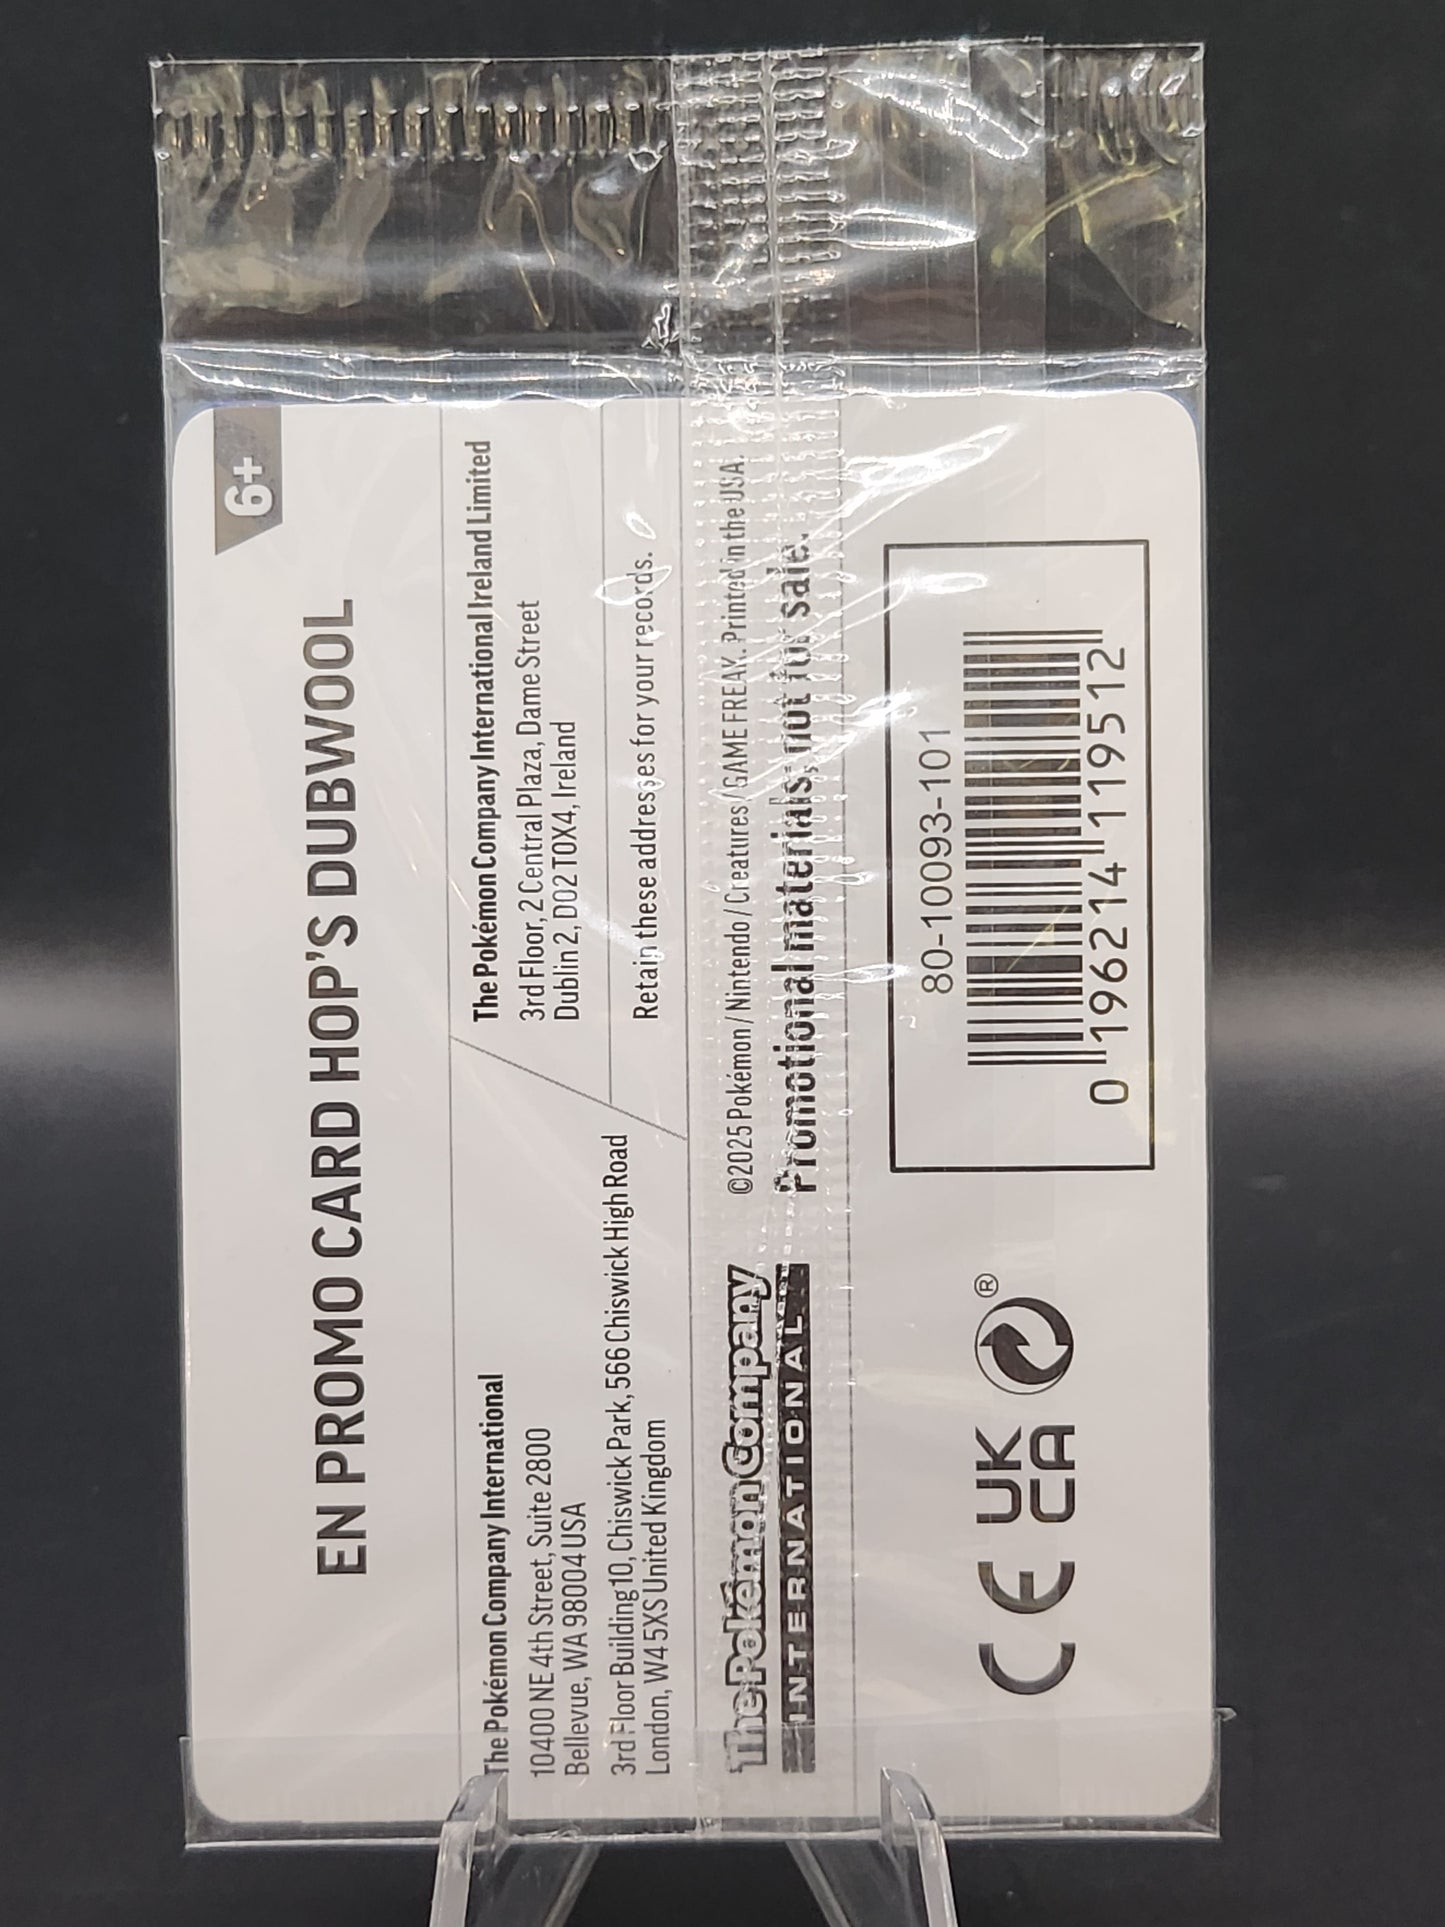 6+
EN PROMO CARD HOP'S DUBWOOL
The Pokémon Company International
10400 NE 4th Street, Suite 2800
Bellevue, WA 98004 USA
3rd Floor Building 10, Chiswick Park, 566 Chiswick High Road
London, W4 5XS United Kingdom
The Pokémon Company International Ireland Limited
3rd Floor, 2 Central Plaza, Dame Street
Dublin 2, D02 T0X4, Ireland
Retain these addresses for your records.
The Pokémon Company
INTERNATIONAL
©2025 Pokémon / Nintendo / Creatures / GAME FREAK. Printed in the USA.
Promotional materials; not for sale.
CE UK
CA ®
80-10093-101
0 196214 119512